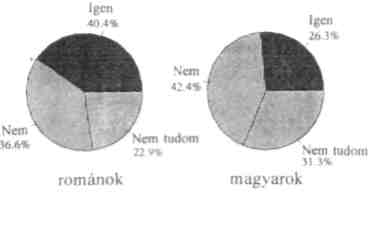 Igen
40.4%
Nem
36.6%
Nem tudom
22.9%
románok
Igen
26.3%
Nem
42.4%
Nem tudom
31.3%
magyarok